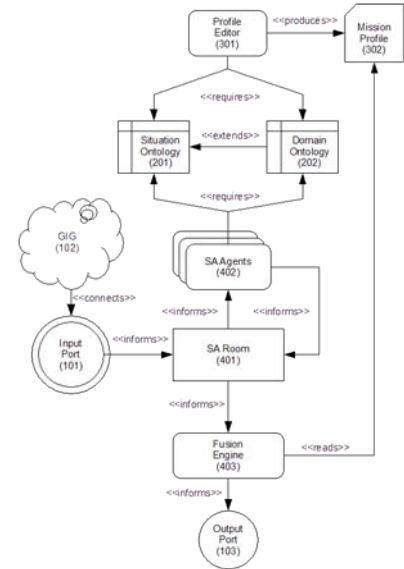 Profile
Editor
(301)
<<produces>>
Mission
Profile
(302)
<<requires>>
Situation
Ontology
(201)
<<extends>>
Domain
Ontology
(202)
<<requires>>
GIG
(102)
SA Agents
(402)
<<connects>>
<<informs>>
<<informs>>
Input
Port
(101)
<<informs>>
SA Room
(401)
<<informs>>
Fusion
Engine
(403)
<<reads>>
<<informs>>
Output
Port
(103)